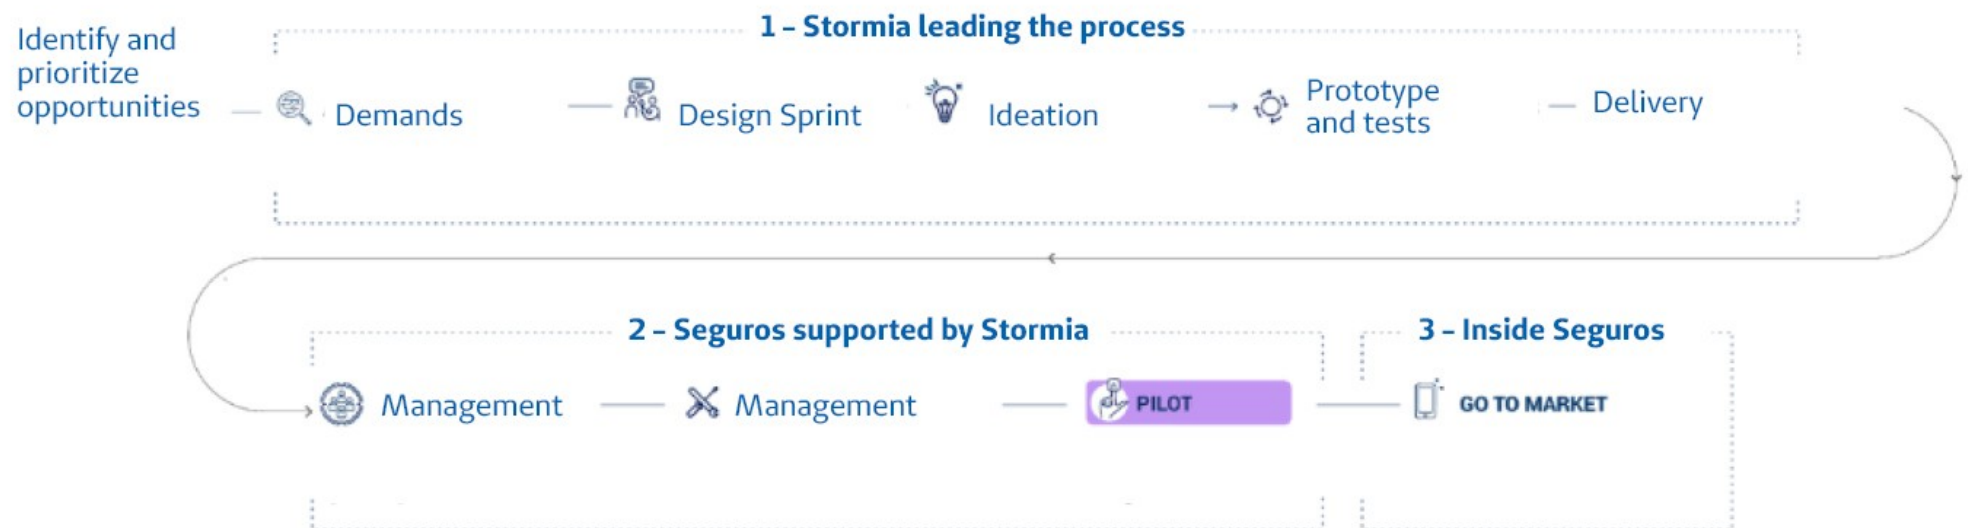 1 – Stormia leading the process
Identify and
prioritize
opportunities
Demands
Design Sprint
Ideation
Prototype
and tests
Delivery
2 – Seguros supported by Stormia
3 – Inside Seguros
Management
Management
PILOT
GO TO MARKET